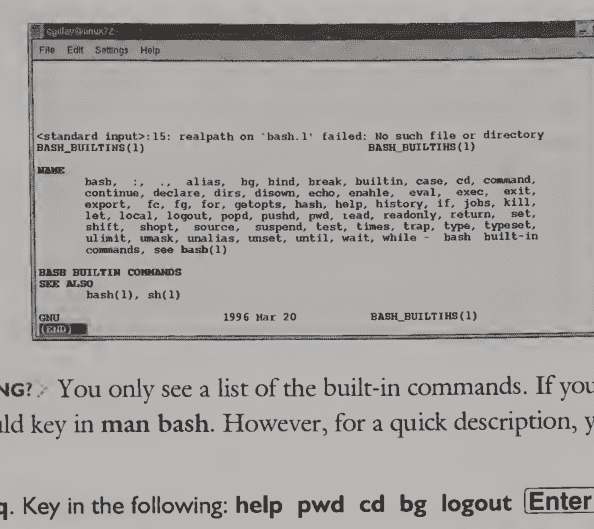 cgulay@linux72
File Edit Settings Help
<standard input>:15: realpath on `bash.1' failed: No such file or directory
BASH_BUILTINS(1) BASH_BUILTIHS(1)
NAME
bash, :, ., alias, bg, bind, break, builtin, case, cd, command,
continue, declare, dirs, disown, echo, enahle, eval, exec, exit,
export, fc, fg, for, getopts, hash, help, history, if, jobs, kill,
let, local, logout, popd, pushd, pwd, read, readonly, return, set,
shift, shopt, source, suspend, test, times, trap, type, typeset,
ulimit, umask, unalias, unset, until, wait, while - bash built-in
commands, see bash(1)
BASH BUILTIN COMMANDS
SEE ALSO
bash(1), sh(1)
GNU 1996 Mar 20 BASH_BUILTIHS(1)
(END)
NG? You only see a list of the built-in commands. If you
uld key in man bash. However, for a quick description, y
q. Key in the following: help pwd cd bg logout Enter